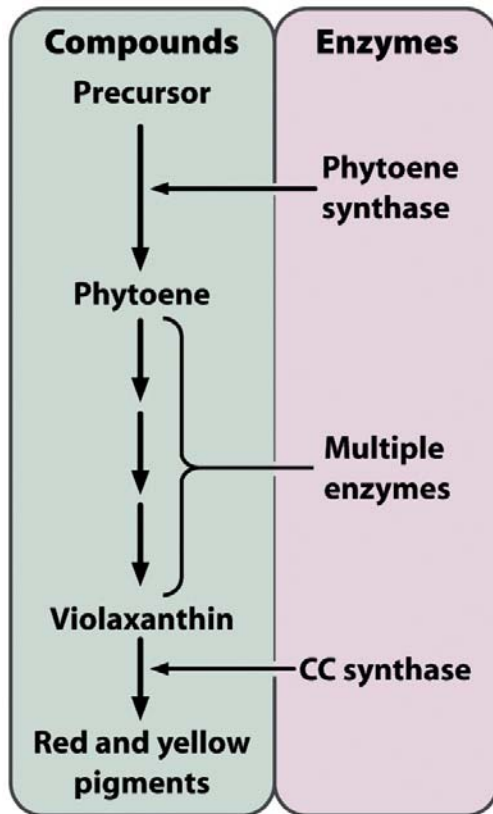 Compounds
Enzymes
Precursor
Phytoene
synthase
Phytoene
Multiple
enzymes
Violaxanthin
CC synthase
Red and yellow
pigments